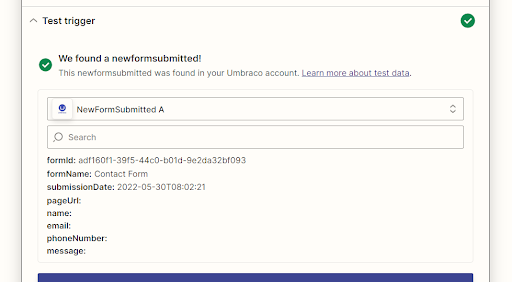 Test trigger
We found a newformsubmitted!
This newformsubmitted was found in your Umbraco account. Learn more about test data.
NewFormSubmitted A
Search
formId: adf160f1-39f5-44c0-b01d-9e2da32bf093
formName: Contact Form
submissionDate: 2022-05-30T08:02:21
pageUrl:
name:
email:
phoneNumber:
message: